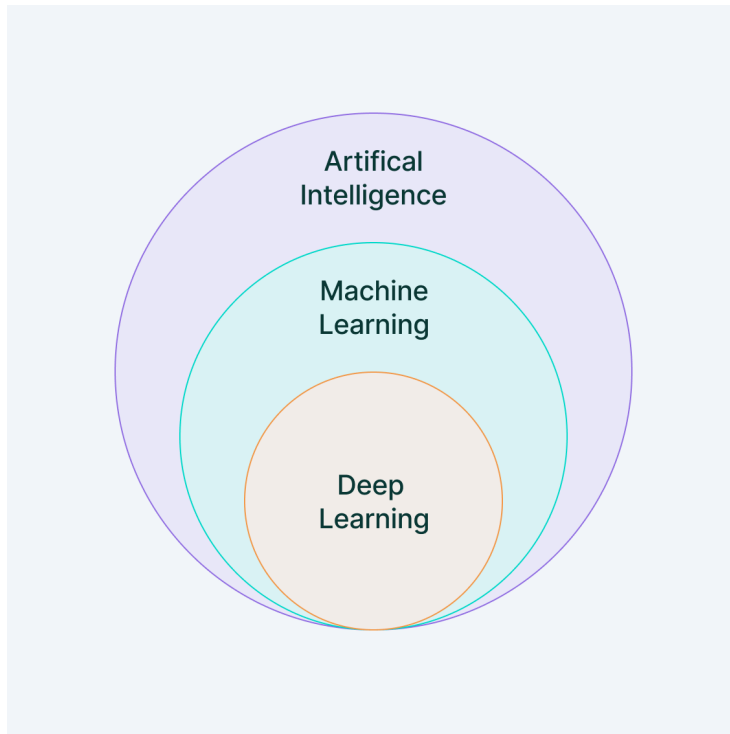 Artifical
Intelligence
Machine
Learning
Deep
Learning